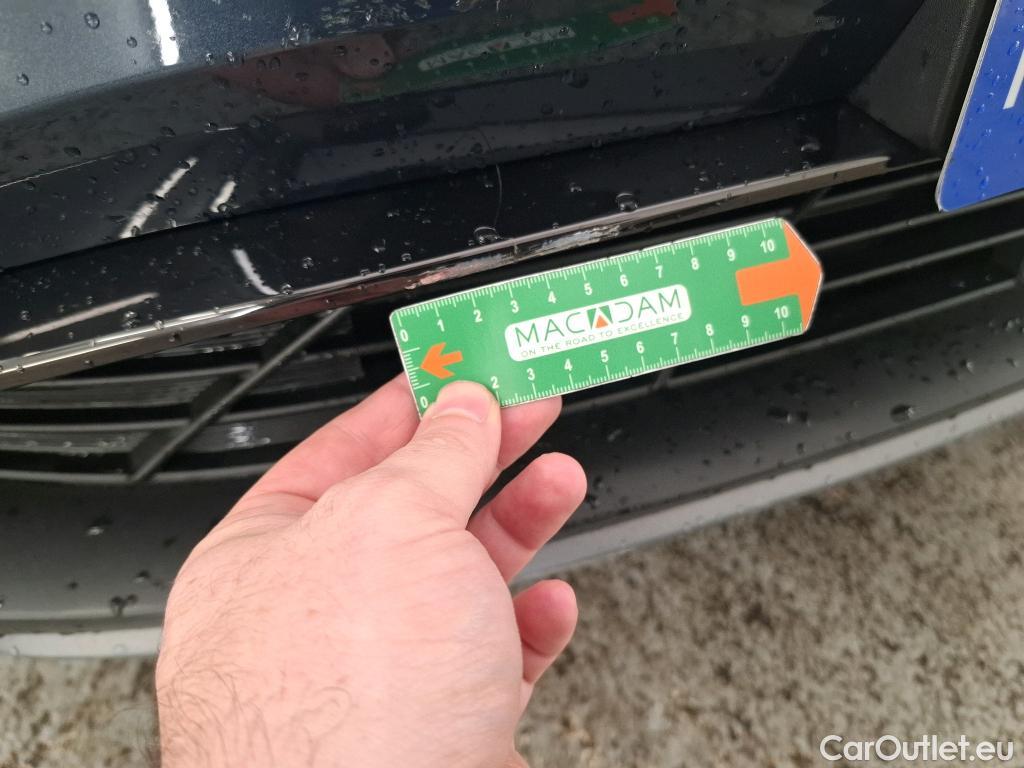 0 1 2 3 4 5 6 7 8 9 10
MACADAM
ON THE ROAD TO EXCELLENCE
0 2 3 4 5 6 7 8 9 10
CarOutlet.eu